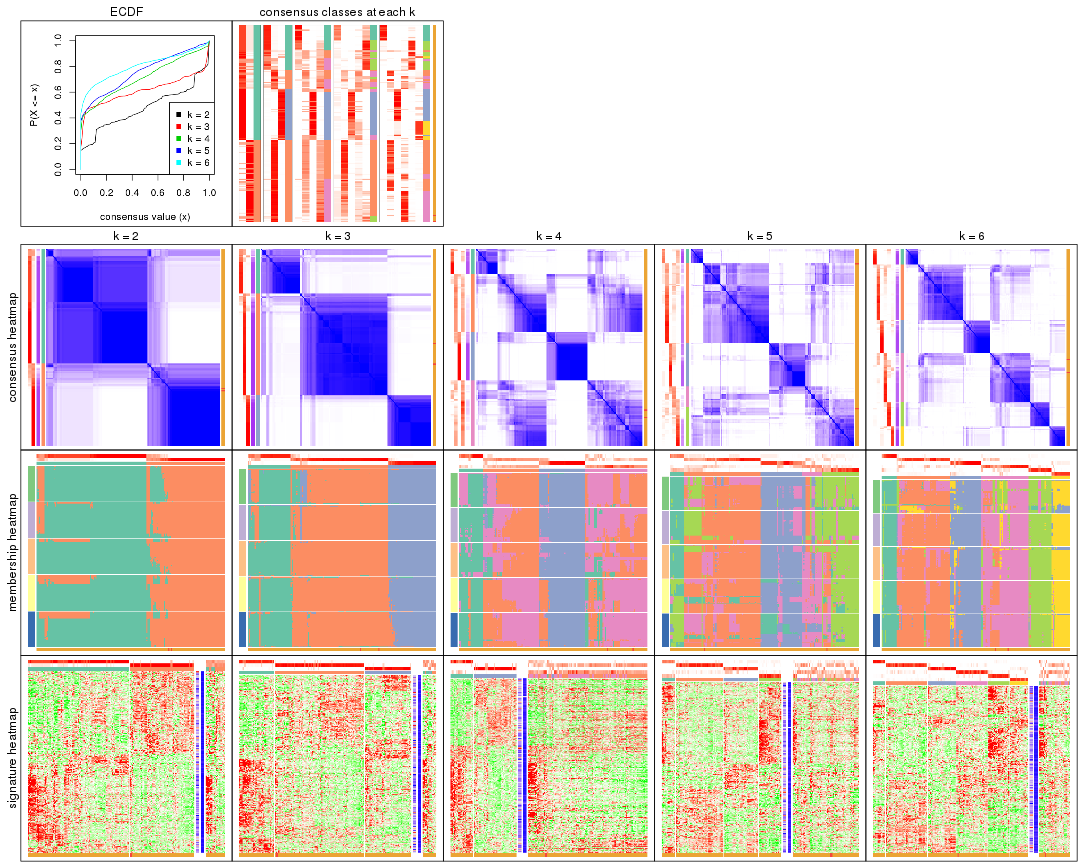 ECDF
consensus classes at each k
P(X <= x)
0.0 0.2 0.4 0.6 0.8 1.0
k = 2
k = 3
k = 4
k = 5
k = 6
0.0 0.2 0.4 0.6 0.8 1.0
consensus value (x)
k = 2 k = 3 k = 4 k = 5 k = 6
consensus heatmap
membership heatmap
signature heatmap